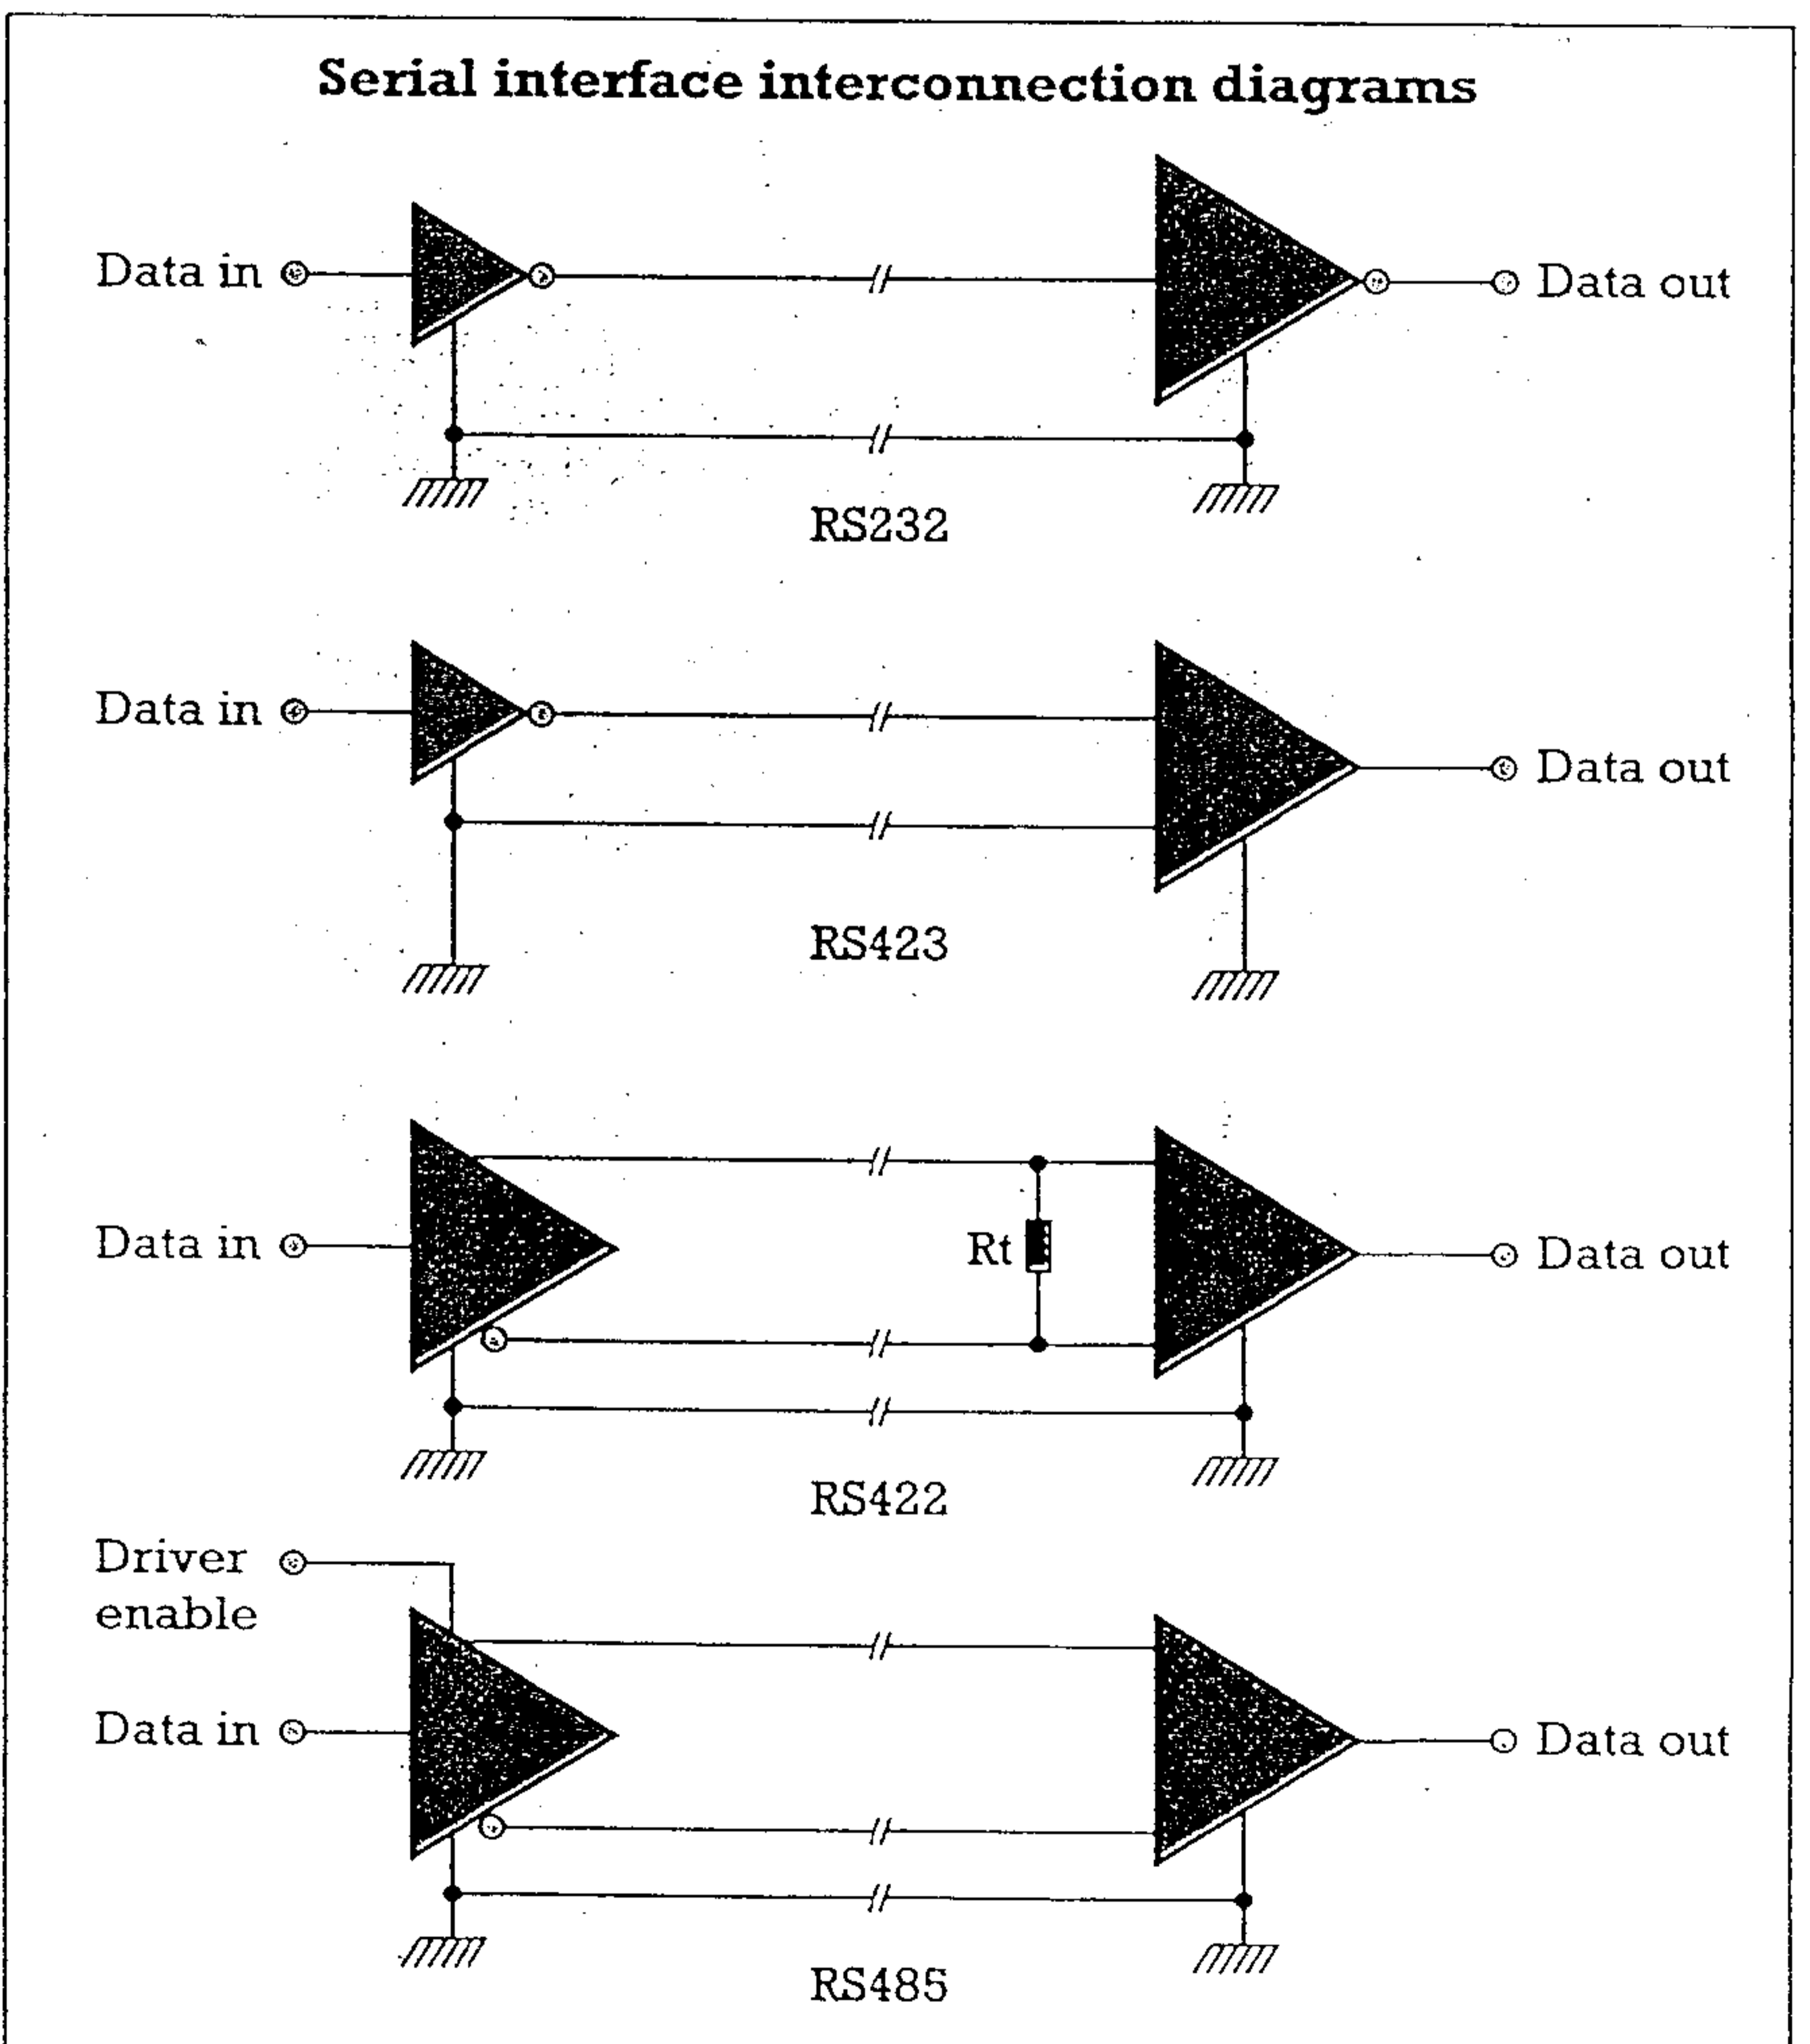 Serial interface interconnection diagrams
Data in
Data out
RS232
Data in
Data out
RS423
Data in
Rt
Data out
RS422
Driver
enable
Data in
Data out
RS485